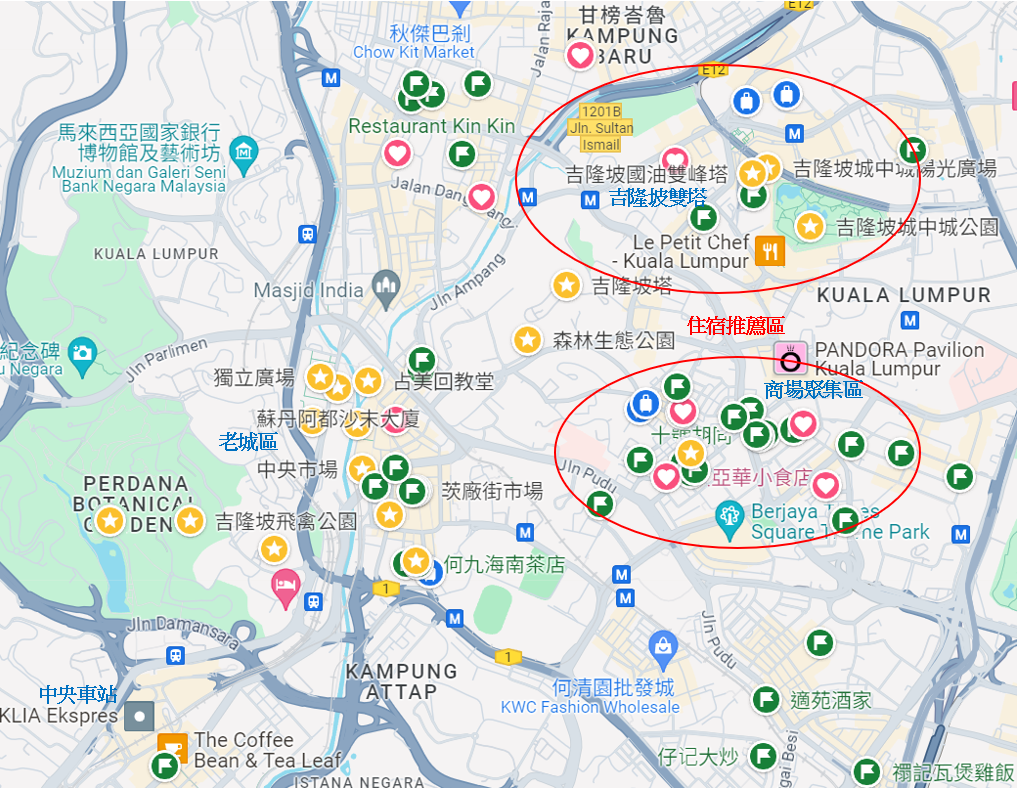 E12
甘榜峇魯
KAMPUNG
BARU
秋傑巴剎
Chow Kit Market
Jalan Raja
E12
1201B
Jln. Sultan
Ismail
Restaurant Kin Kin
馬來西亞國家銀行
博物館及藝術坊
Muzium dan Galeri Seni
Bank Negara Malaysia
吉隆坡國油雙峰塔
吉隆坡城中城陽光廣場
吉隆坡雙塔
吉隆坡城中城公園
Le Petit Chef
- Kuala Lumpur
KUALA LUMPUR
Masjid India
Jln Ampang
吉隆坡塔
KUALA LUMPUR
住宿推薦區
森林生態公園
PANDORA Pavilion
Kuala Lumpur
紀念碑
u Negara
Jln Parlimen
獨立廣場
占美回教堂
商場聚集區
蘇丹阿都沙末大廈
老城區
十號胡同
中央市場
Jln Pudu
亞華小食店
PERDANA
BOTANICAL
茨廠街市場
吉隆坡飛禽公園
Berjaya Times
Square Theme Park
何九海南茶店
1
Jln Damansara
1
Jln Pudu
KAMPUNG
ATTAP
何清園批發城
KWC Fashion Wholesale
中央車站
KLIA Ekspres
適苑酒家
The Coffee
Bean & Tea Leaf
仔记大炒
gai Besi
禤記瓦煲雞飯
ISTANA NEGARA